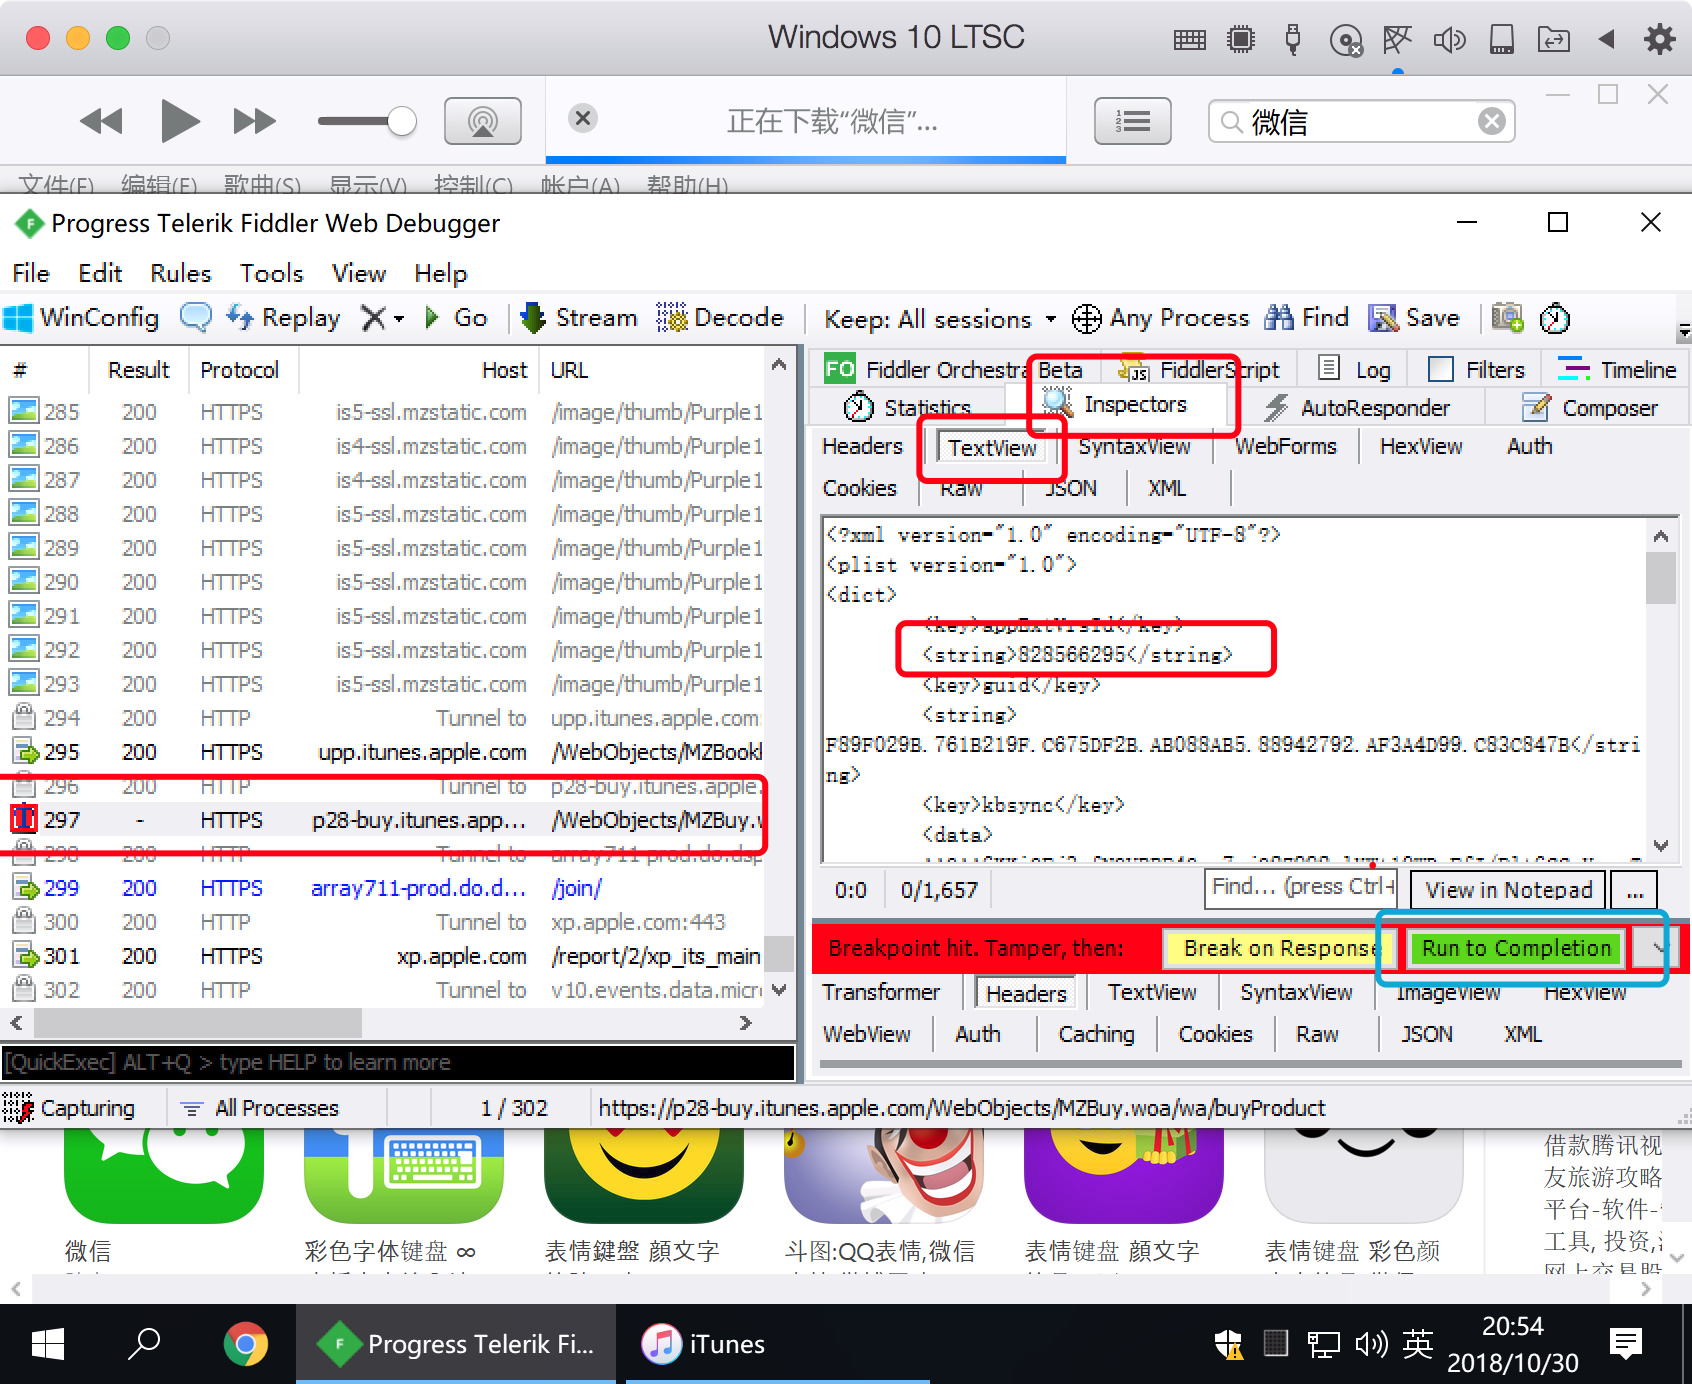 Windows 10 LTSC
正在下载“微信”...
微信
文件(F) 编辑(E) 歌曲(S) 显示(V) 控制(C) 帐户(A) 帮助(H)
Progress Telerik Fiddler Web Debugger
File Edit Rules Tools View Help
WinConfig Replay Go Stream Decode Keep: All sessions Any Process Find Save
# Result Protocol Host URL
285 200 HTTPS is5-ssl.mzstatic.com /image/thumb/Purple1
286 200 HTTPS is4-ssl.mzstatic.com /image/thumb/Purple1
287 200 HTTPS is4-ssl.mzstatic.com /image/thumb/Purple1
288 200 HTTPS is5-ssl.mzstatic.com /image/thumb/Purple1
289 200 HTTPS is5-ssl.mzstatic.com /image/thumb/Purple1
290 200 HTTPS is5-ssl.mzstatic.com /image/thumb/Purple1
291 200 HTTPS is5-ssl.mzstatic.com /image/thumb/Purple1
292 200 HTTPS is5-ssl.mzstatic.com /image/thumb/Purple1
293 200 HTTPS is5-ssl.mzstatic.com /image/thumb/Purple1
294 200 HTTP Tunnel to upp.itunes.apple.com:
295 200 HTTPS upp.itunes.apple.com /WebObjects/MZBook
296 200 HTTP Tunnel to p28-buy.itunes.apple.
297 - HTTPS p28-buy.itunes.app... /WebObjects/MZBuy.w
298 200 HTTP Tunnel to array711-prod.do.dsp
299 200 HTTPS array711-prod.do.d... /join/
300 200 HTTP Tunnel to xp.apple.com:443
301 200 HTTPS xp.apple.com /report/2/xp_its_main
302 200 HTTP Tunnel to v10.events.data.micr
[QuickExec] ALT+Q > type HELP to learn more
FO Fiddler Orchestra Beta FiddlerScript Log Filters Timeline
Statistics Inspectors AutoResponder Composer
Headers TextView SyntaxView WebForms HexView Auth
Cookies Raw JSON XML
<?xml version="1.0" encoding="UTF-8"?>
<plist version="1.0">
<dict>
<key>appExtVrsId</key>
<string>828566295</string>
<key>guid</key>
<string>
F89F029B.761B219F.C675DF2B.AB088AB5.88942792.AF3A4D99.C83C847B</stri
ng>
<key>kbsync</key>
<data>
0:0 0/1,657 Find... (press Ctrl+ View in Notepad ...
Breakpoint hit. Tamper, then: Break on Response Run to Completion
Transformer Headers TextView SyntaxView ImageView HexView
WebView Auth Caching Cookies Raw JSON XML
Capturing All Processes 1 / 302 https://p28-buy.itunes.apple.com/WebObjects/MZBuy.woa/wa/buyProduct
微信
彩色字体键盘 ∞
表情鍵盤 顏文字
斗图:QQ表情,微信
表情键盘 顏文字
表情键盘 彩色颜
借款腾讯视
友旅游攻略
平台-软件-
工具, 投资,
网上交易股
Progress Telerik Fi...
iTunes
英
20:54
2018/10/30